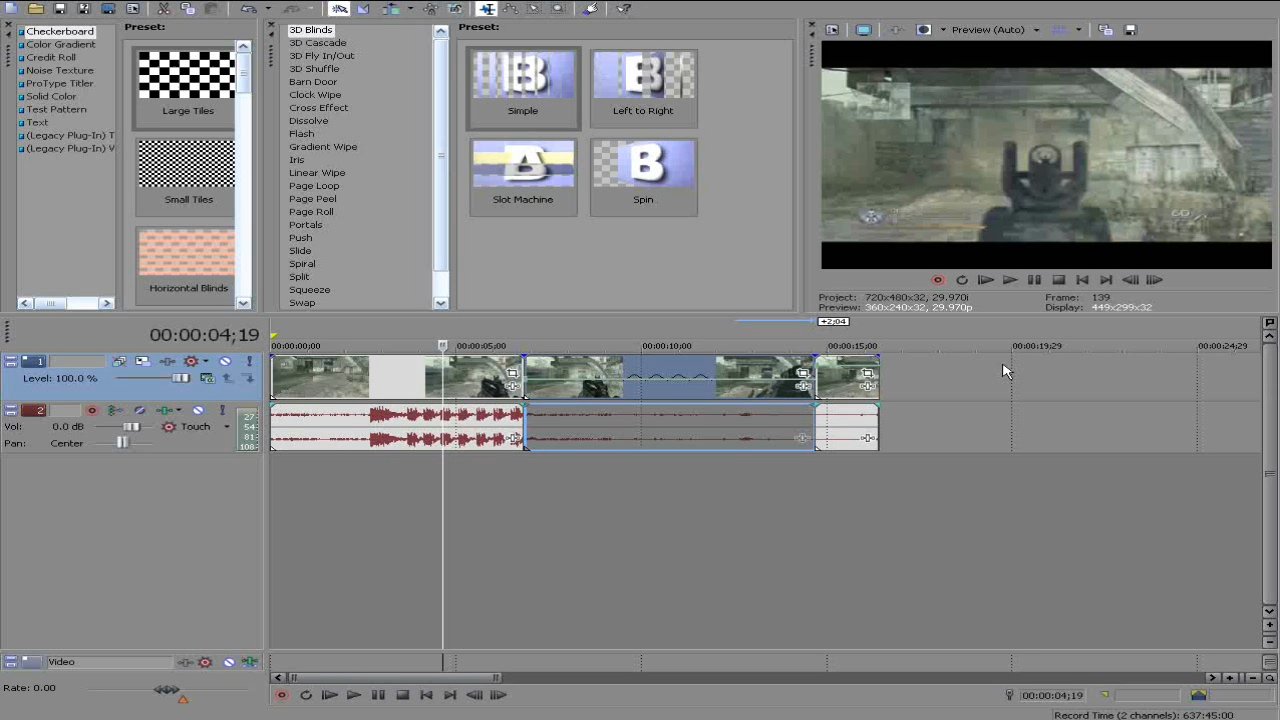 Preview (Auto)
Checkerboard
Color Gradient
Credit Roll
Noise Texture
ProType Titler
Solid Color
Test Pattern
Text
(Legacy Plug-In) T
(Legacy Plug-In) V
Preset:
Large Tiles
Small Tiles
Horizontal Blinds
3D Blinds
3D Cascade
3D Fly In/Out
3D Shuffle
Barn Door
Clock Wipe
Cross Effect
Dissolve
Flash
Gradient Wipe
Iris
Linear Wipe
Page Loop
Page Peel
Page Roll
Portals
Push
Slide
Spiral
Split
Squeeze
Swap
Preset:
B
Simple
B
Left to Right
Slot Machine
B
Spin
Project: 720x480x32, 29.970i
Frame: 139
Preview: 360x240x32, 29.970p
Display: 449x299x32
+2;04
00:00:04;19
00:00:00;00
00:00:05;00
00:00:10;00
00:00:15;00
00:00:19;29
00:00:24;29
1
Level: 100.0 %
2
Vol: 0.0 dB
Touch
Pan: Center
27-
54-
81-
108-
Video
Rate: 0.00
00:00:04;19
Record Time (2 channels): 637:45:00